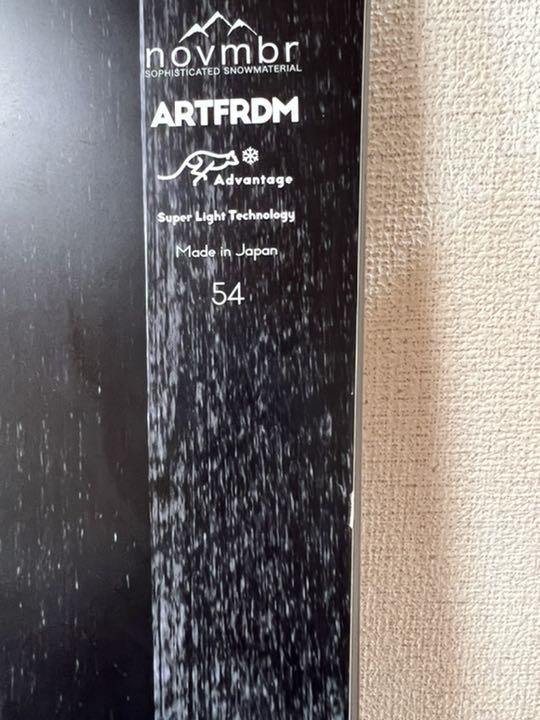 novmbr
SOPHISTICATED SNOWMATERIAL
ARTFRDM
Advantage
Super Light Technology
Made in Japan
54